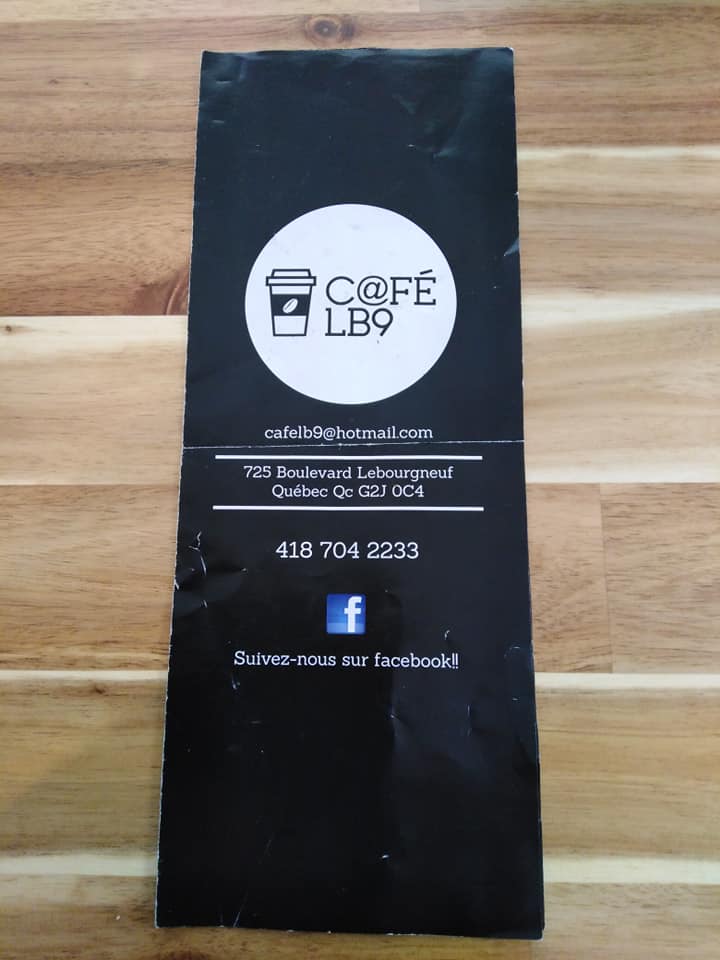 C@FÉ
LB9
cafelb9@hotmail.com
725 Boulevard Lebourgneuf
Québec Qc G2J 0C4
418 704 2233
f
Suivez-nous sur facebook!!